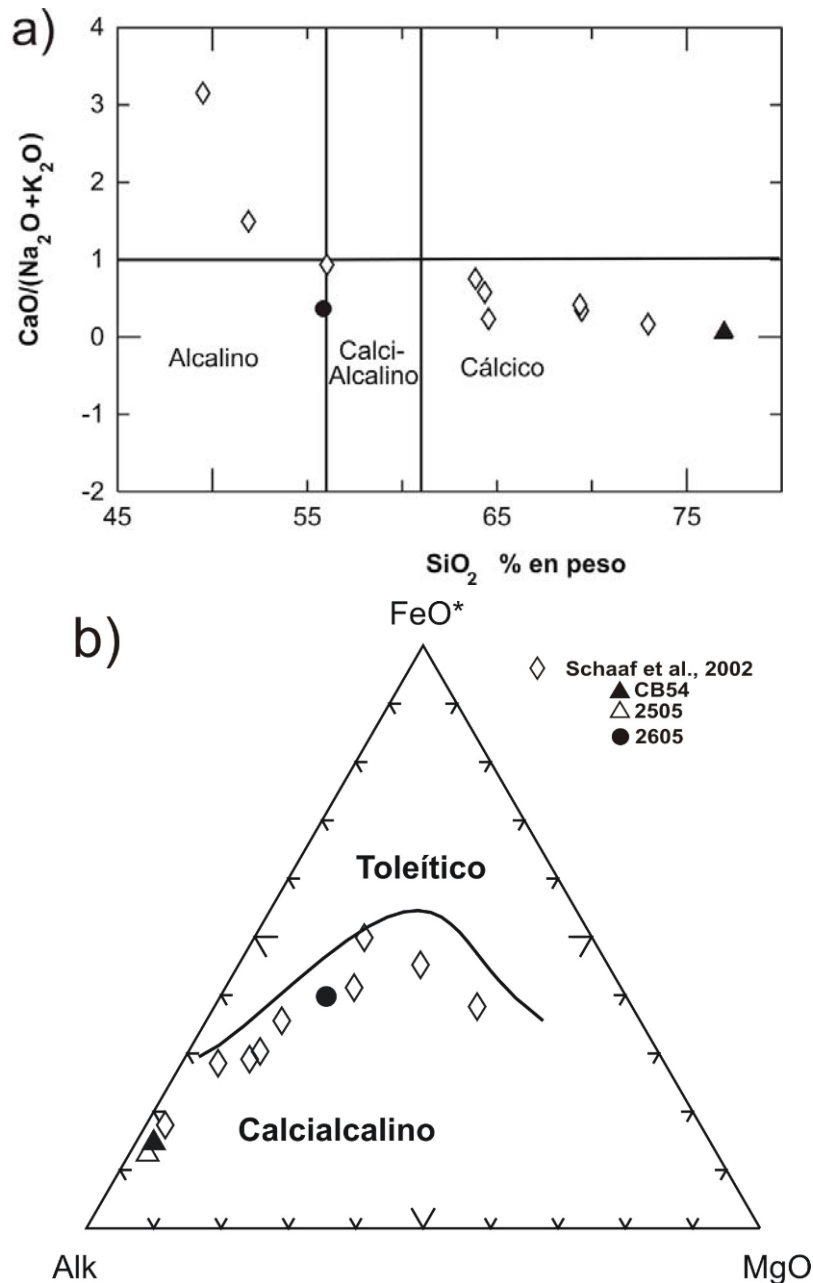 a)
4
3
2
1
0
-1
-2
CaO/(Na₂O+K₂O)
Alcalino
Calci-
Alcalino
Cálcico
45
55
65
75
SiO₂ % en peso
b)
FeO*
Schaaf et al., 2002
CB54
2505
2605
Toleítico
Calcialcalino
Alk
MgO